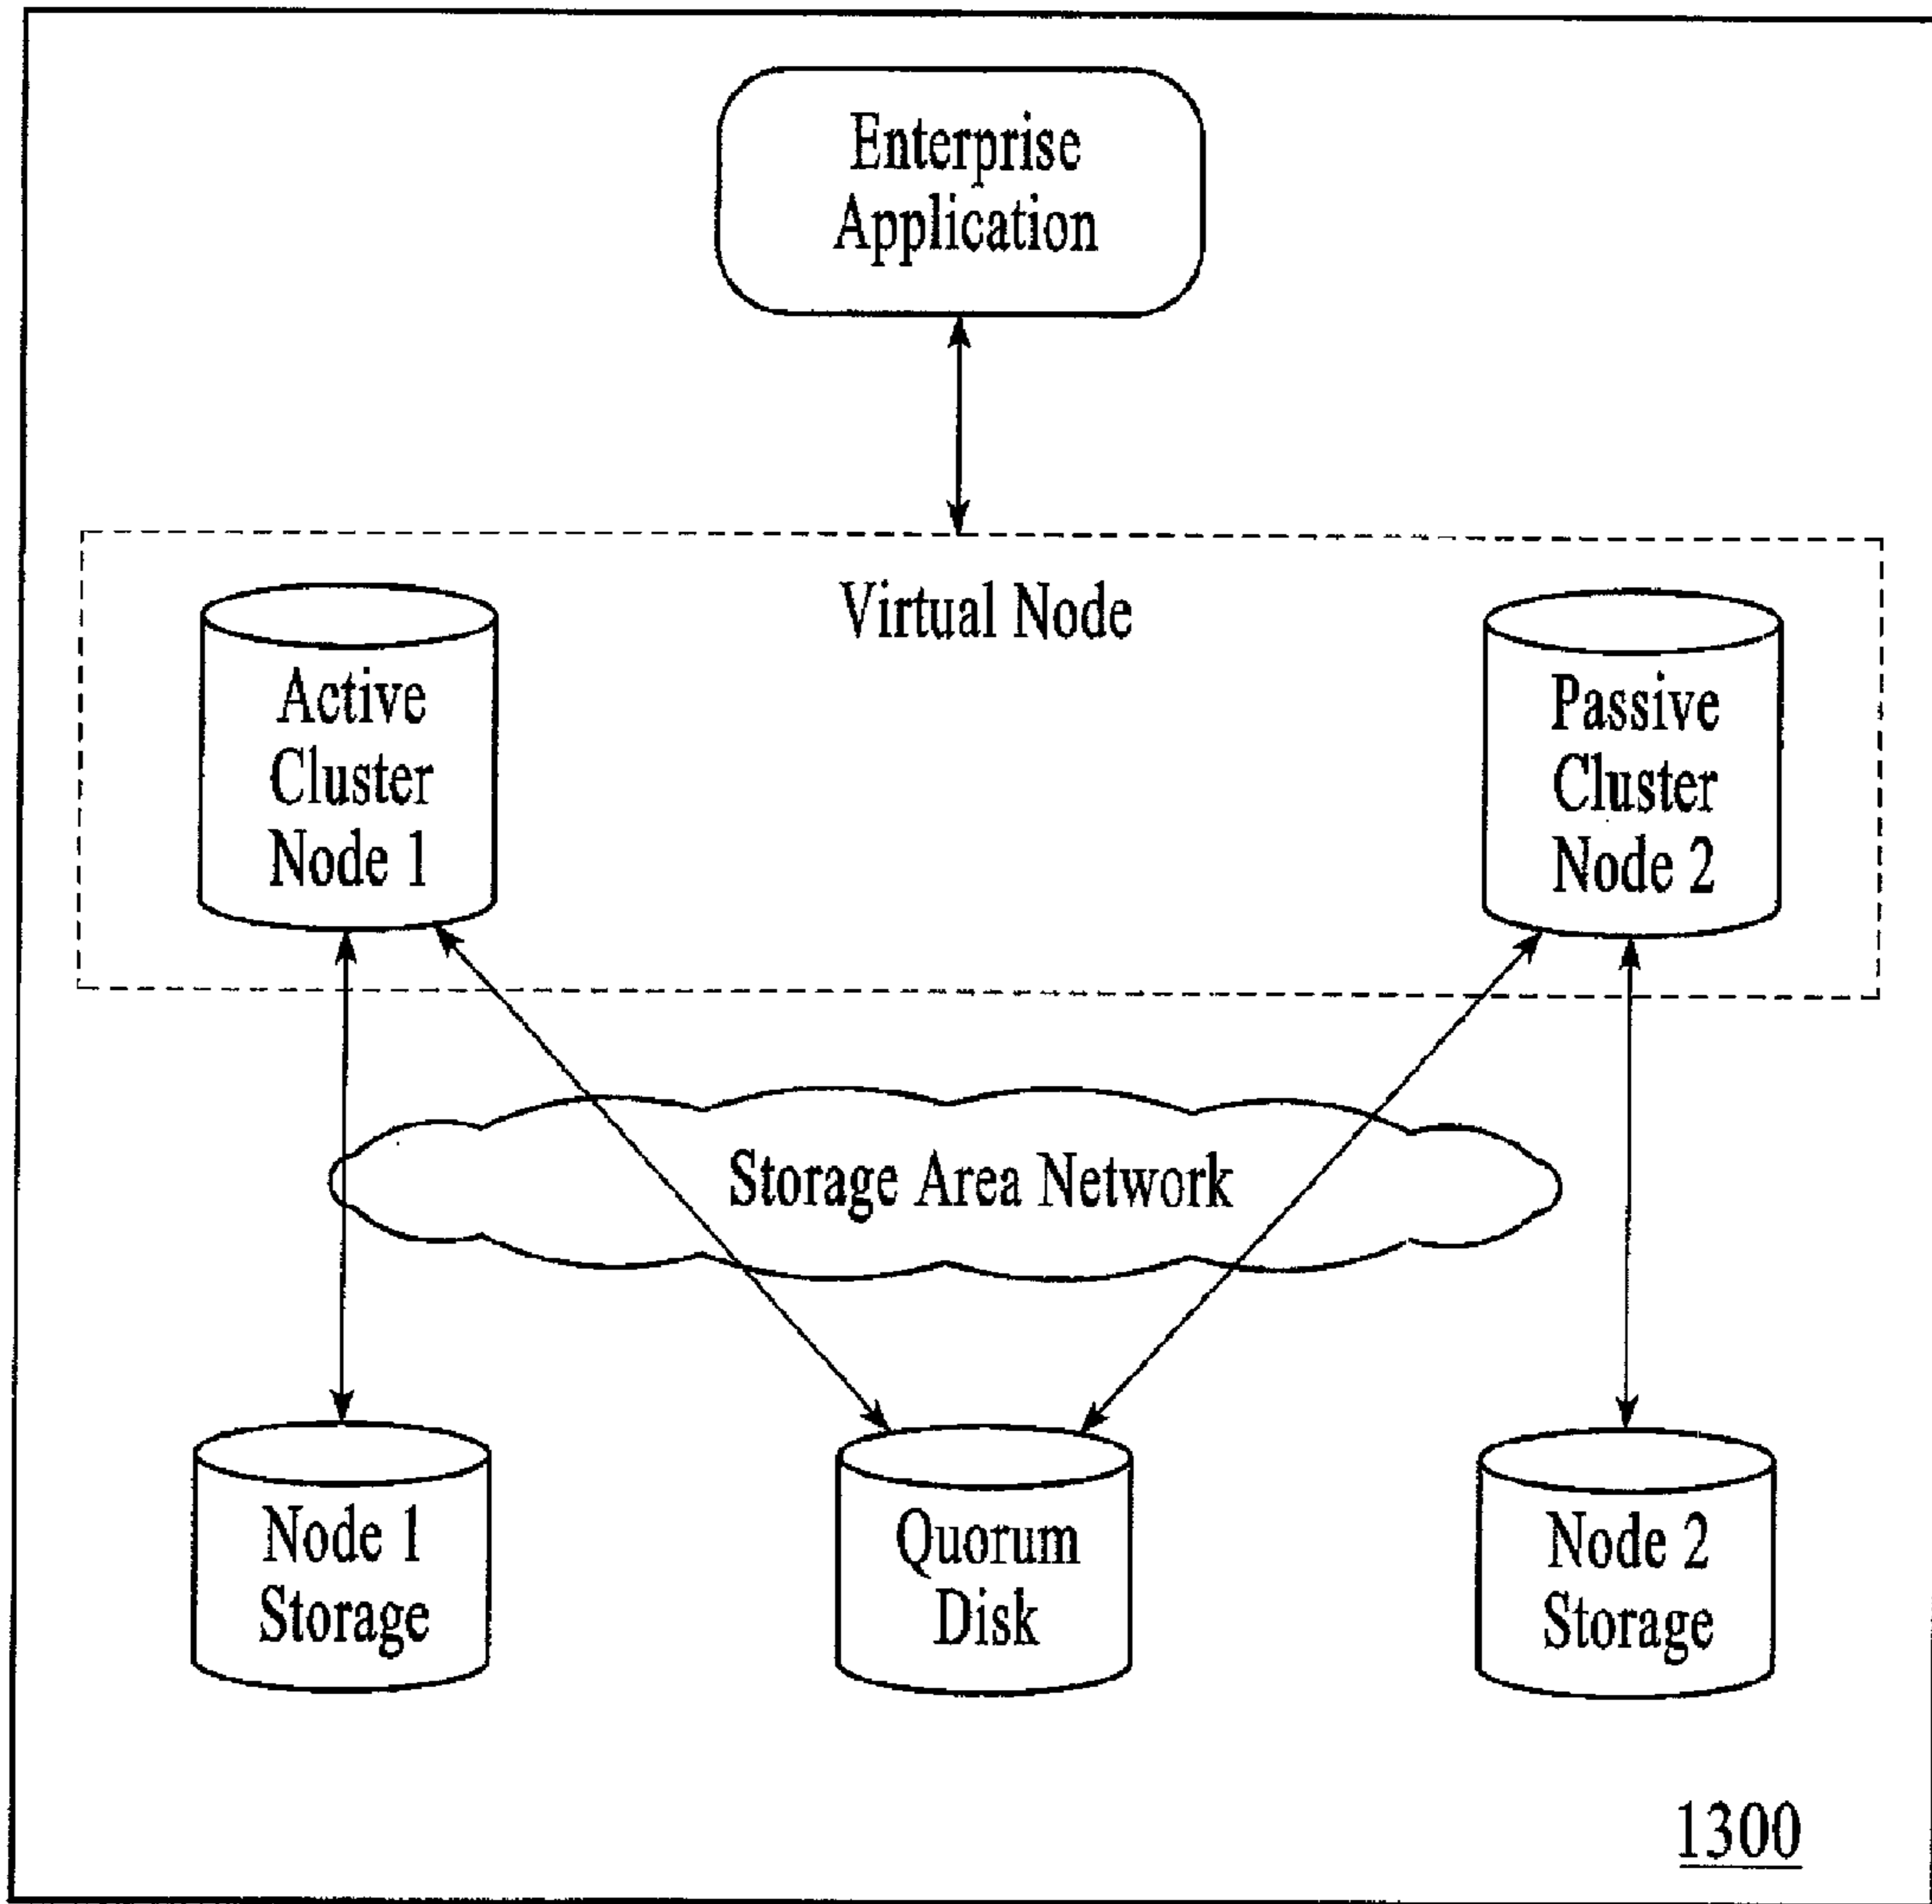 Enterprise
Application
Virtual Node
Active
Cluster
Node 1
Passive
Cluster
Node 2
Storage Area Network
Node 1
Storage
Quorum
Disk
Node 2
Storage
1300